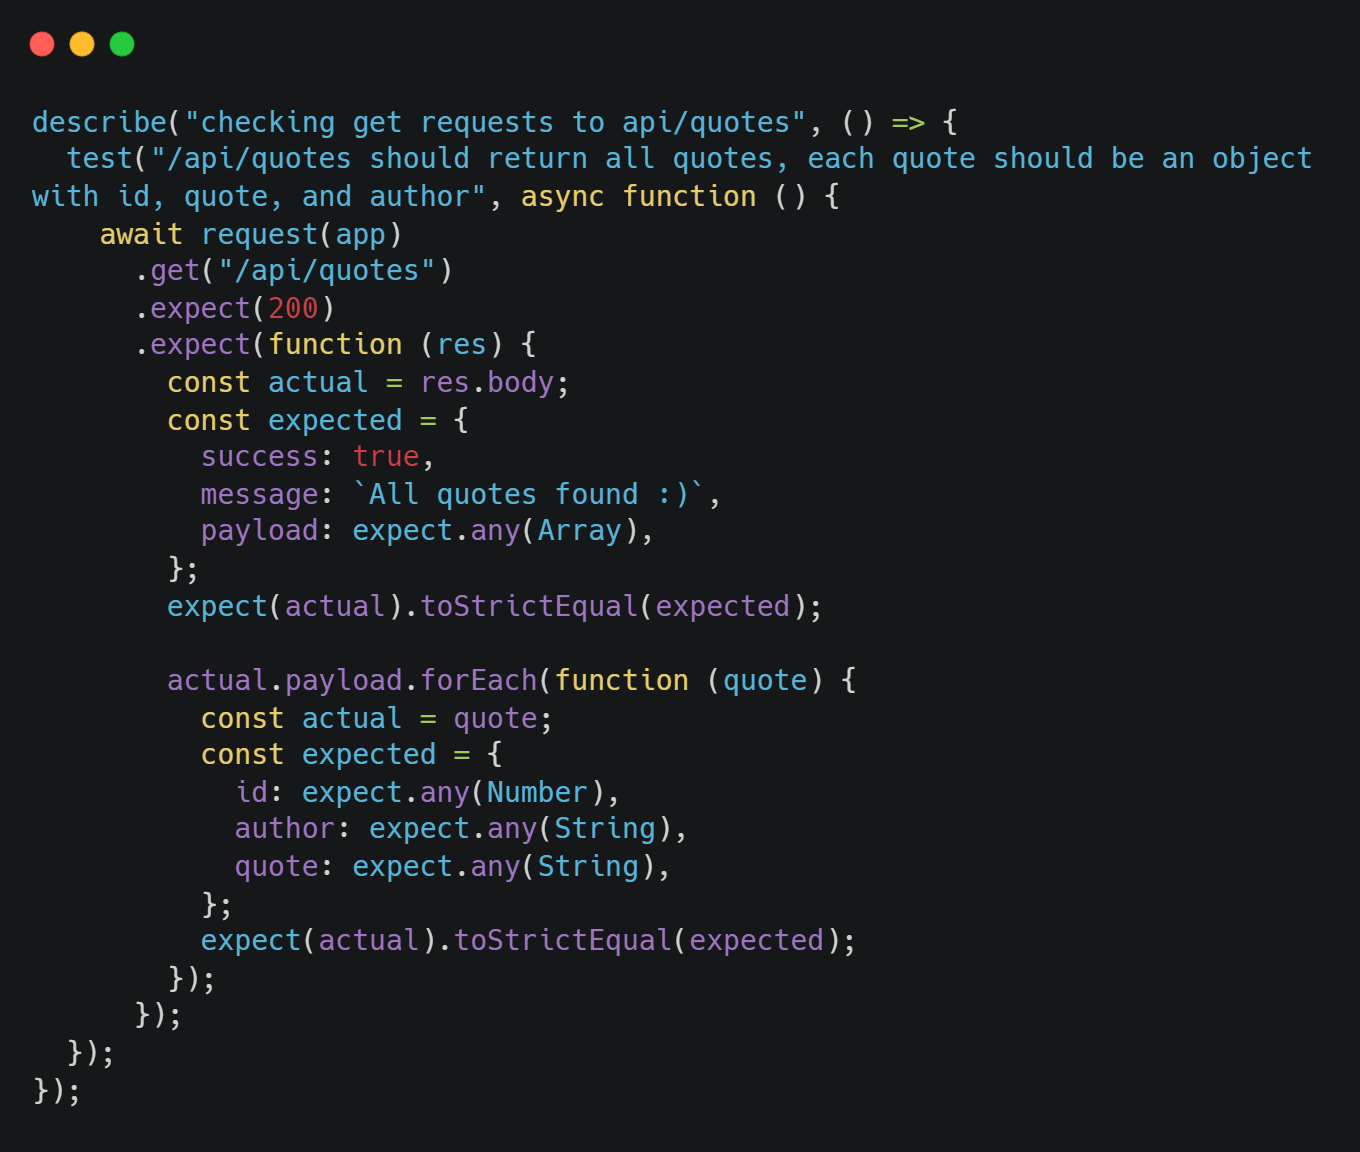 describe("checking get requests to api/quotes", () => {
  test("/api/quotes should return all quotes, each quote should be an object
with id, quote, and author", async function () {
    await request(app)
      .get("/api/quotes")
      .expect(200)
      .expect(function (res) {
        const actual = res.body;
        const expected = {
          success: true,
          message: `All quotes found :)`,
          payload: expect.any(Array),
        };
        expect(actual).toStrictEqual(expected);

        actual.payload.forEach(function (quote) {
          const actual = quote;
          const expected = {
            id: expect.any(Number),
            author: expect.any(String),
            quote: expect.any(String),
          };
          expect(actual).toStrictEqual(expected);
        });
      });
  });
});